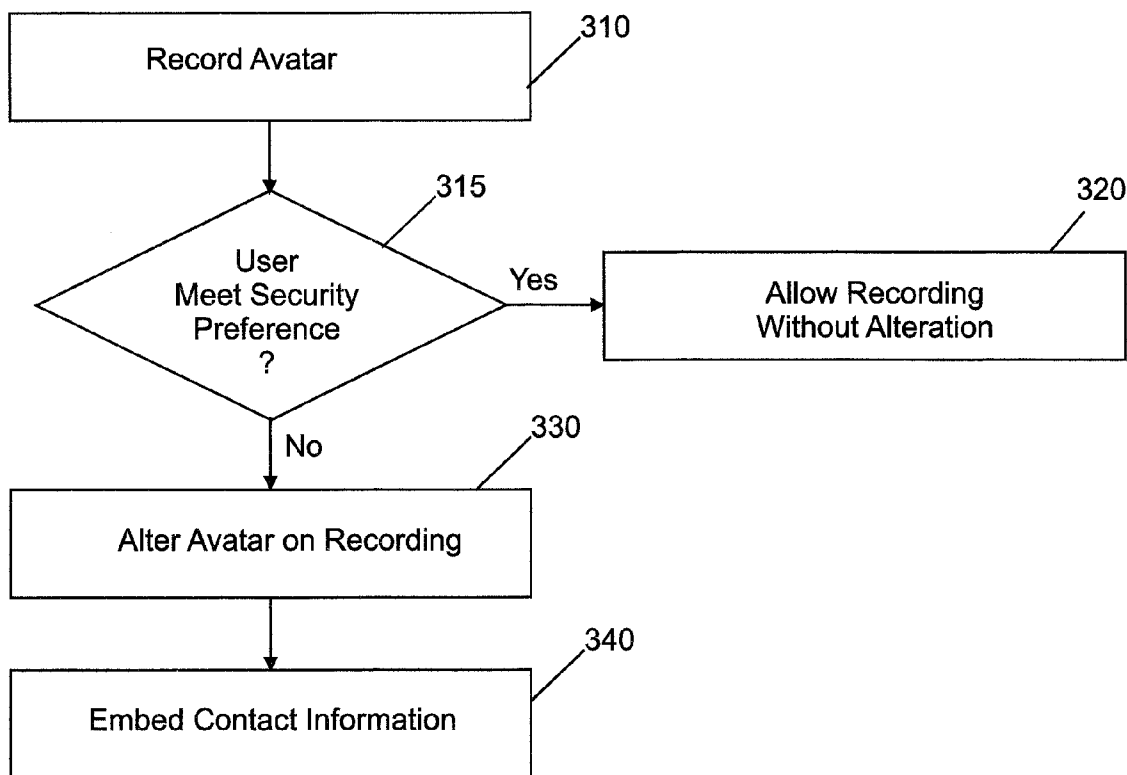 310
Record Avatar
315
320
User
Meet Security
Preference
?
Yes
Allow Recording
Without Alteration
No
330
Alter Avatar on Recording
340
Embed Contact Information